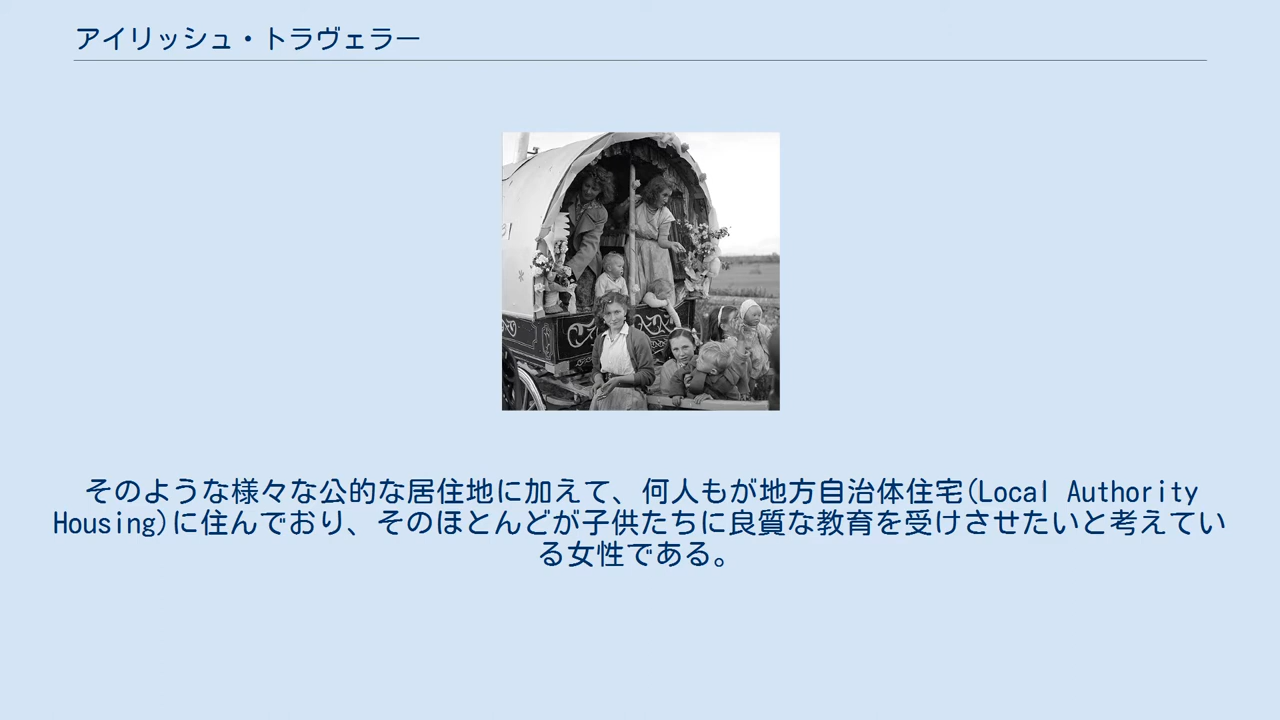 アイリッシュ・トラヴェラー
そのような様々な公的な居住地に加えて、何人もが地方自治体住宅(Local Authority
Housing)に住んでおり、そのほとんどが子供たちに良質な教育を受けさせたいと考えてい
る女性である。